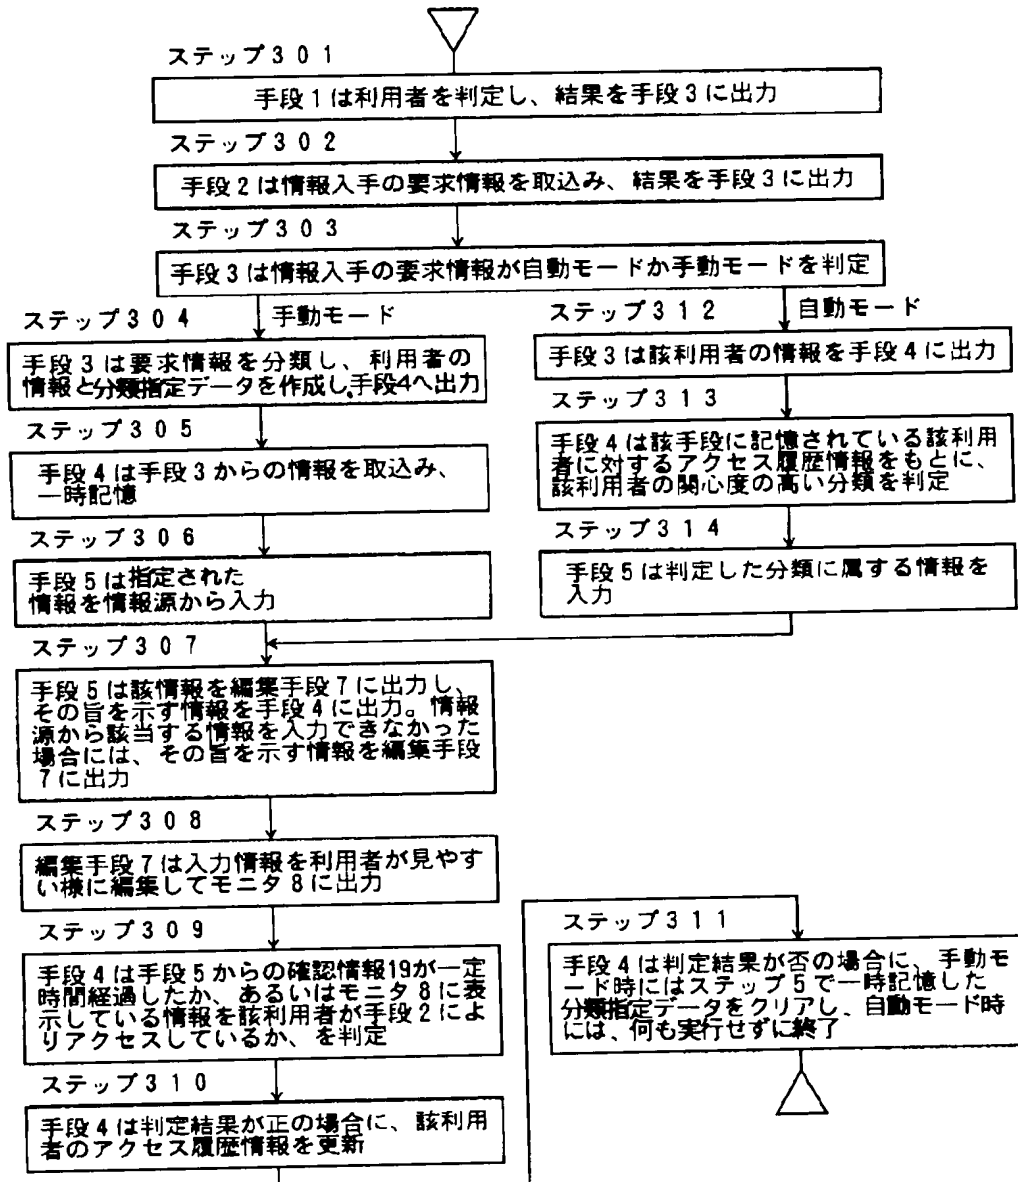 ステップ301
手段1は利用者を判定し、結果を手段3に出力
ステップ302
手段2は情報入手の要求情報を取込み、結果を手段3に出力
ステップ303
手段3は情報入手の要求情報が自動モードか手動モードを判定
ステップ304
手動モード
手段3は要求情報を分類し、利用者の
情報と分類指定データを作成し、手段4へ出力
ステップ305
手段4は手段3からの情報を取込み、
一時記憶
ステップ306
手段5は指定された
情報を情報源から入力
ステップ312
自動モード
手段3は該利用者の情報を手段4に出力
ステップ313
手段4は該手段に記憶されている該利用
者に対するアクセス履歴情報をもとに、
該利用者の関心度の高い分類を判定
ステップ314
手段5は判定した分類に属する情報を
入力
ステップ307
手段5は該情報を編集手段7に出力し、
その旨を示す情報を手段4に出力。情報
源から該当する情報を入力できなかった
場合には、その旨を示す情報を編集手段
7に出力
ステップ308
編集手段7は入力情報を利用者が見やす
い様に編集してモニタ8に出力
ステップ309
手段4は手段5からの確認情報19が一定
時間経過したか、あるいはモニタ8に表
示している情報を該利用者が手段2によ
りアクセスしているか、を判定
ステップ310
手段4は判定結果が正の場合に、該利用
者のアクセス履歴情報を更新
ステップ311
手段4は判定結果が否の場合に、手動モ
ード時にはステップ5で一時記憶した
分類指定データをクリアし、自動モード時
には、何も実行せずに終了